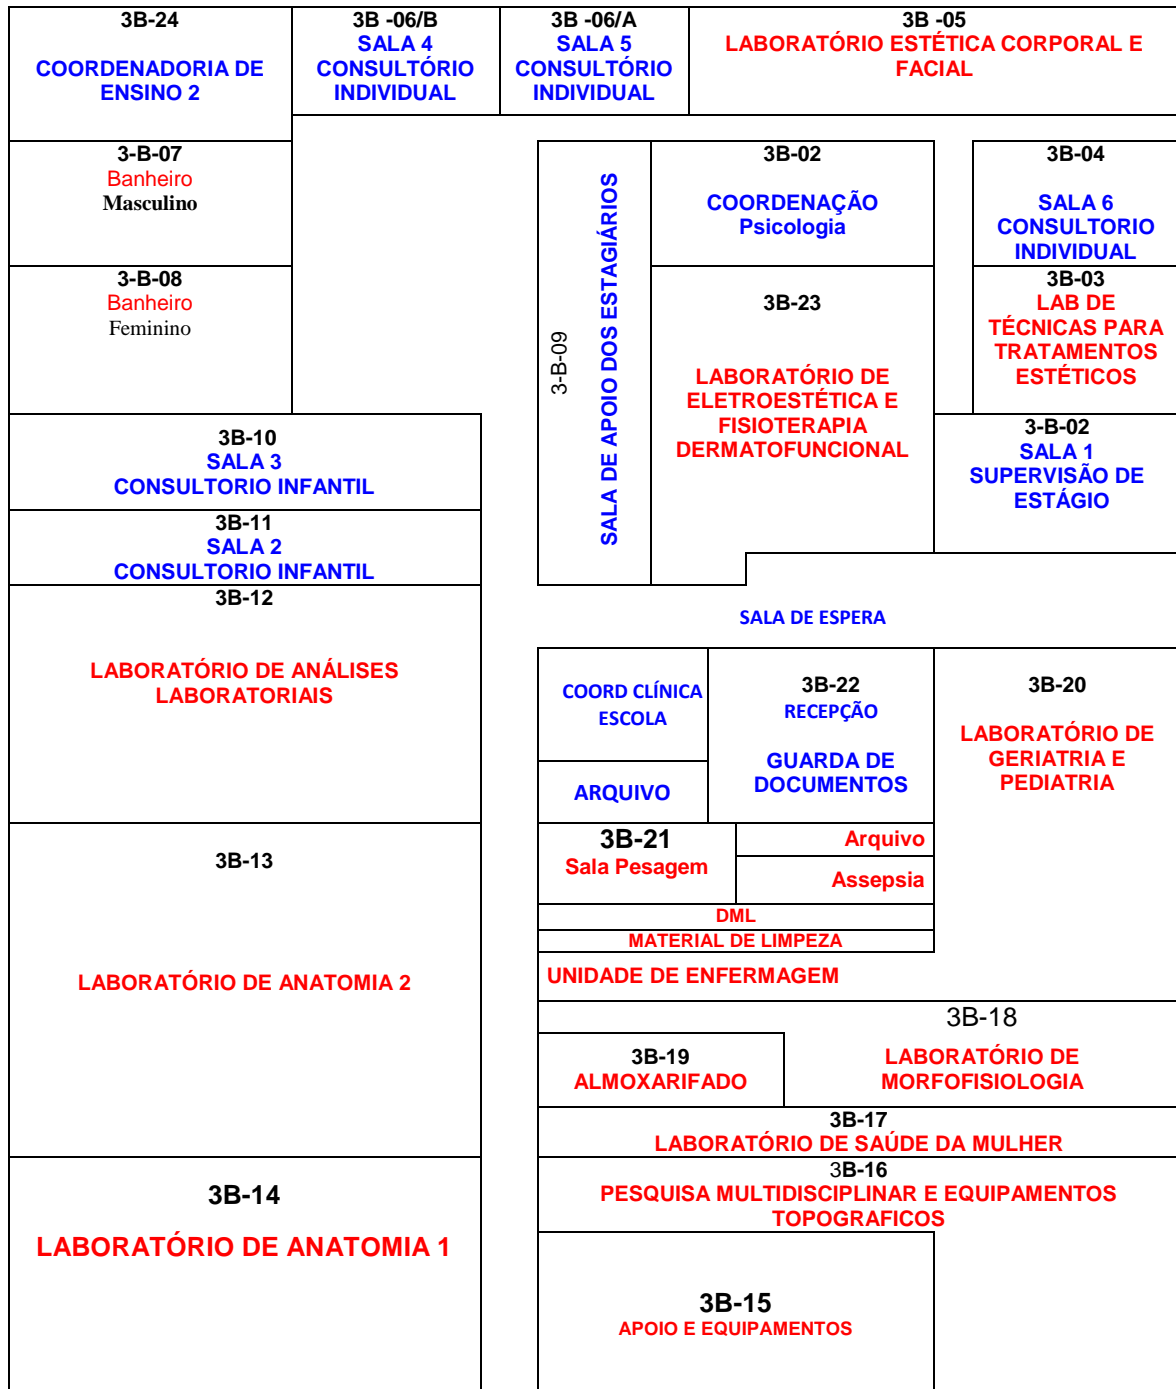 3B-24
COORDENADORIA DE
ENSINO 2
3B -06/B
SALA 4
CONSULTÓRIO
INDIVIDUAL
3B -06/A
SALA 5
CONSULTÓRIO
INDIVIDUAL
3B -05
LABORATÓRIO ESTÉTICA CORPORAL E
FACIAL
3-B-07
Banheiro
Masculino
3-B-09
SALA DE APOIO DOS ESTAGIÁRIOS
3B-02
COORDENAÇÃO
Psicologia
3B-04
SALA 6
CONSULTORIO
INDIVIDUAL
3-B-08
Banheiro
Feminino
3B-23
LABORATÓRIO DE
ELETROESTÉTICA E
FISIOTERAPIA
DERMATOFUNCIONAL
3B-03
LAB DE
TÉCNICAS PARA
TRATAMENTOS
ESTÉTICOS
3B-10
SALA 3
CONSULTORIO INFANTIL
3-B-02
SALA 1
SUPERVISÃO DE
ESTÁGIO
3B-11
SALA 2
CONSULTORIO INFANTIL
3B-12
LABORATÓRIO DE ANÁLISES
LABORATORIAIS
SALA DE ESPERA
COORD CLÍNICA
ESCOLA
ARQUIVO
3B-22
RECEPÇÃO
GUARDA DE
DOCUMENTOS
3B-20
LABORATÓRIO DE
GERIATRIA E
PEDIATRIA
3B-13
LABORATÓRIO DE ANATOMIA 2
3B-21
Sala Pesagem
Arquivo
Assepsia
DML
MATERIAL DE LIMPEZA
UNIDADE DE ENFERMAGEM
3B-18
LABORATÓRIO DE
MORFOFISIOLOGIA
3B-19
ALMOXARIFADO
3B-17
LABORATÓRIO DE SAÚDE DA MULHER
3B-14
LABORATÓRIO DE ANATOMIA 1
3B-16
PESQUISA MULTIDISCIPLINAR E EQUIPAMENTOS
TOPOGRAFICOS
3B-15
APOIO E EQUIPAMENTOS